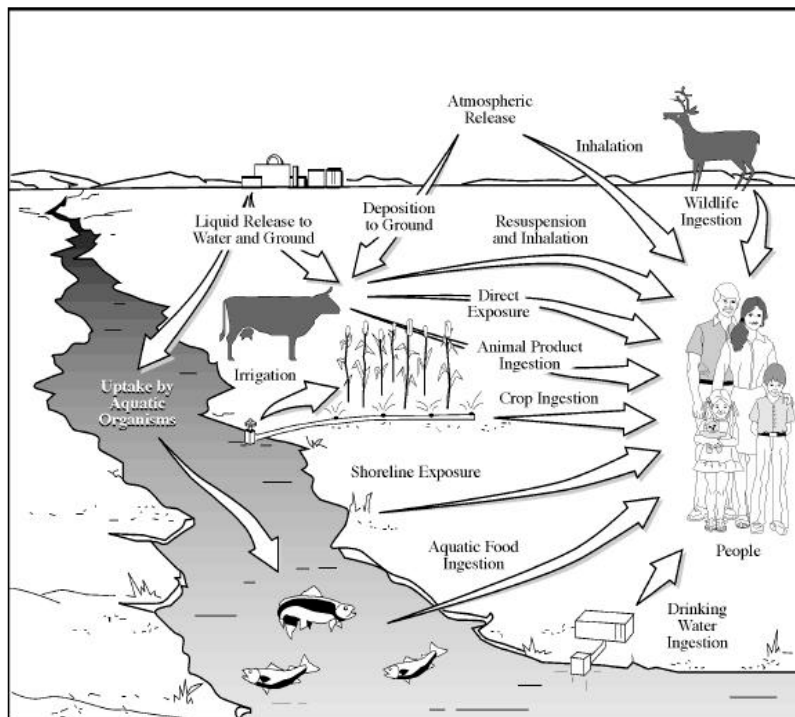 Atmospheric
Release
Inhalation
Wildlife
Ingestion
Liquid Release to
Water and Ground
Deposition
to Ground
Resuspension
and Inhalation
Direct
Exposure
Animal Product
Ingestion
Irrigation
Uptake by
Aquatic
Organisms
Crop Ingestion
Shoreline Exposure
Aquatic Food
Ingestion
People
Drinking
Water
Ingestion